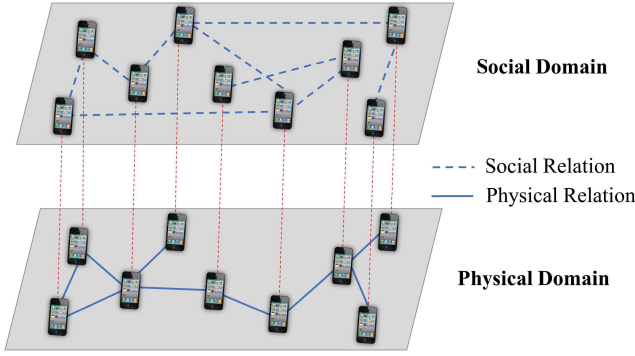 Social Domain
Social Relation
Physical Relation
Physical Domain